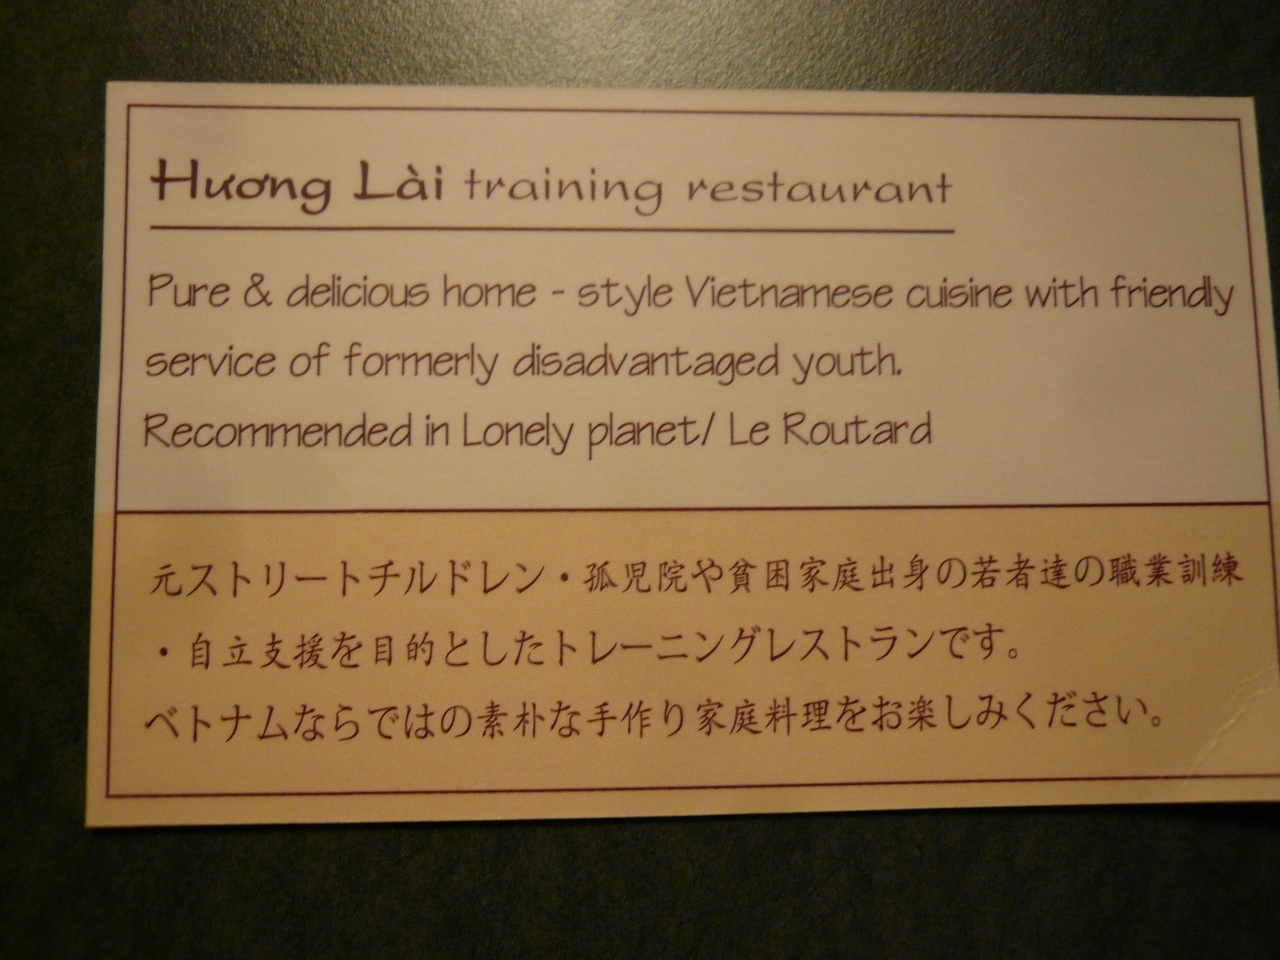 Hương Lài training restaurant
Pure & delicious home - style Vietnamese cuisine with friendly
service of formerly disadvantaged youth.
Recommended in Lonely planet/ Le Routard
元ストリートチルドレン・孤児院や貧困家庭出身の若者達の職業訓練
・自立支援を目的としたトレーニングレストランです。
ベトナムならではの素朴な手作り家庭料理をお楽しみください。